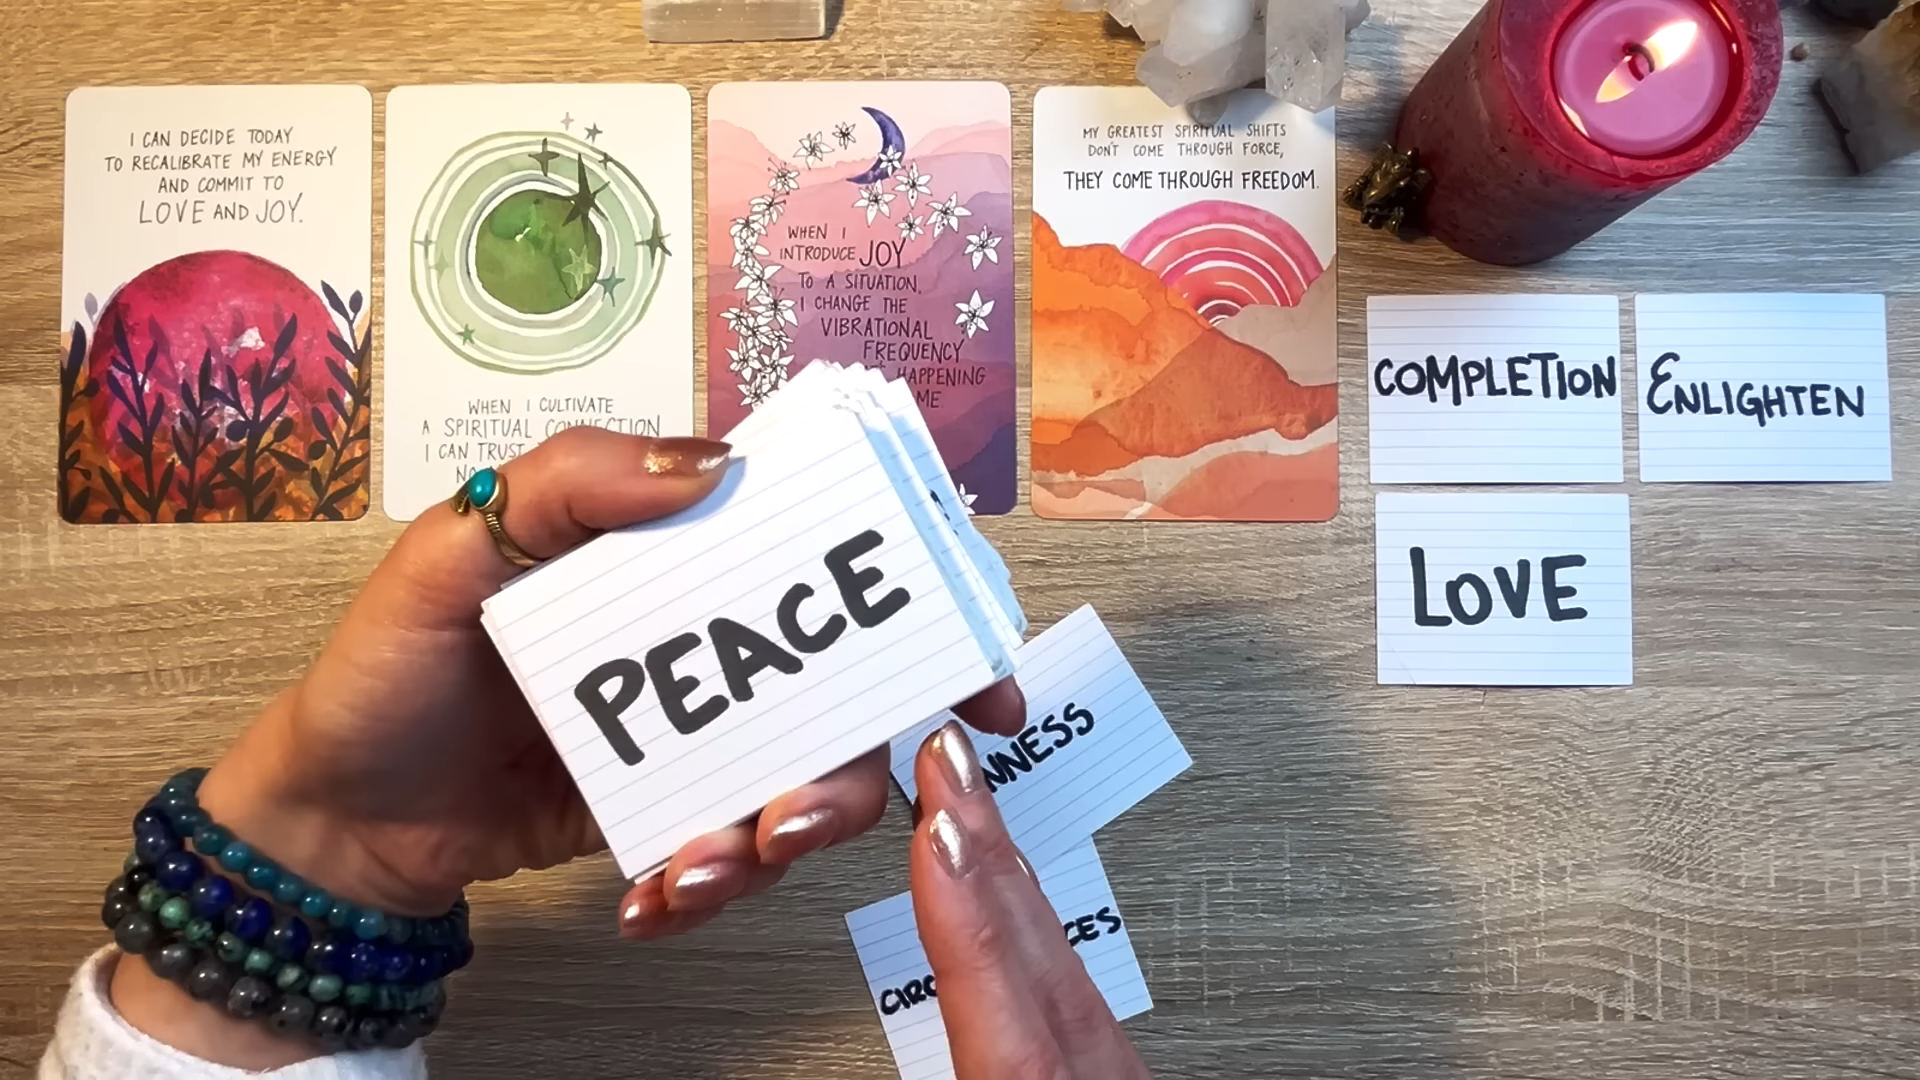 I CAN DECIDE TODAY
TO RECALIBRATE MY ENERGY
AND COMMIT TO
LOVE AND JOY.
WHEN I CULTIVATE
A SPIRITUAL CONNECTION
I CAN TRUST
WHEN I
INTRODUCE JOY
TO A SITUATION,
I CHANGE THE
VIBRATIONAL
FREQUENCY
HAPPENING
ME.
MY GREATEST SPIRITUAL SHIFTS
DON'T COME THROUGH FORCE,
THEY COME THROUGH FREEDOM.
COMPLETION
ENLIGHTEN
LOVE
PEACE